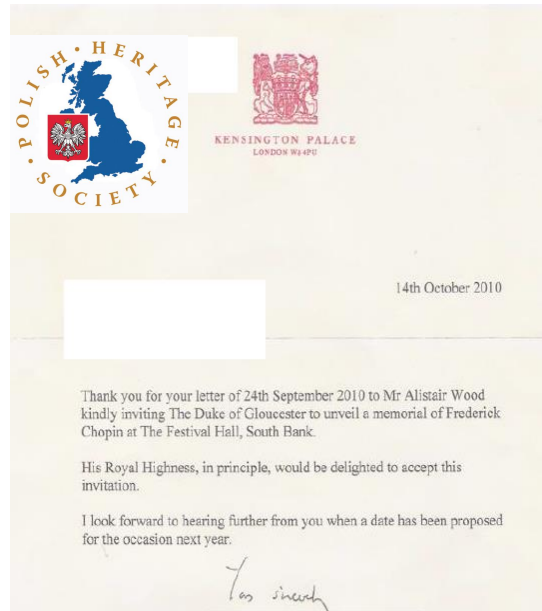 POLISH · HERITAGE · SOCIETY ·
KENSINGTON PALACE
LONDON W8 4PU
14th October 2010
Thank you for your letter of 24th September 2010 to Mr Alistair Wood
kindly inviting The Duke of Gloucester to unveil a memorial of Frederick
Chopin at The Festival Hall, South Bank.
His Royal Highness, in principle, would be delighted to accept this
invitation.
I look forward to hearing further from you when a date has been proposed
for the occasion next year.
Yours sincerely